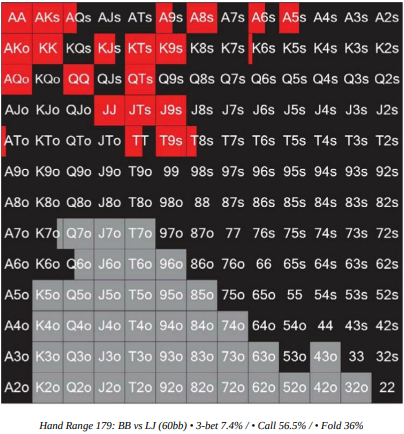 AA AKs AQs AJs ATs A9s A8s A7s A6s A5s A4s A3s A2s
AKo KK KQs KJs KTs K9s K8s K7s K6s K5s K4s K3s K2s
AQo KQo QQ QJs QTs Q9s Q8s Q7s Q6s Q5s Q4s Q3s Q2s
AJo KJo QJo JJ JTs J9s J8s J7s J6s J5s J4s J3s J2s
ATo KTo QTo JTo TT T9s T8s T7s T6s T5s T4s T3s T2s
A9o K9o Q9o J9o T9o 99 98s 97s 96s 95s 94s 93s 92s
A8o K8o Q8o J8o T8o 98o 88 87s 86s 85s 84s 83s 82s
A7o K7o Q7o J7o T7o 97o 87o 77 76s 75s 74s 73s 72s
A6o K6o Q6o J6o T6o 96o 86o 76o 66 65s 64s 63s 62s
A5o K5o Q5o J5o T5o 95o 85o 75o 65o 55 54s 53s 52s
A4o K4o Q4o J4o T4o 94o 84o 74o 64o 54o 44 43s 42s
A3o K3o Q3o J3o T3o 93o 83o 73o 63o 53o 43o 33 32s
A2o K2o Q2o J2o T2o 92o 82o 72o 62o 52o 42o 32o 22
Hand Range 179: BB vs LJ (60bb) • 3-bet 7.4% / • Call 56.5% / • Fold 36%